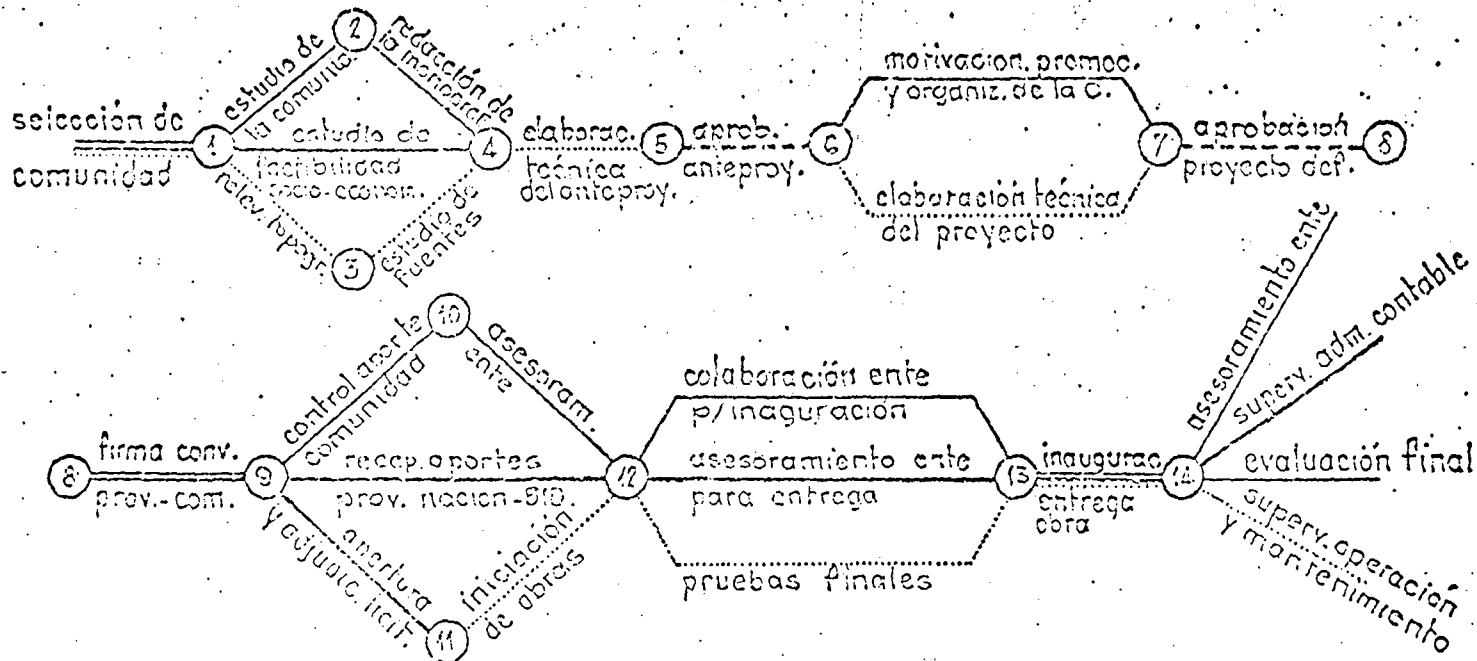 selección de
comunidad
1
estudio de
la comunid.
2
redacción de
la monograf.
estudio de
factibilidad
socio-econom.
relev. topogr.
3
estudio de
fuentes
4
elaborac.
técnica
del anteproy.
5
aprob.
anteproy.
6
motivacion, promoc.
y organiz. de la C.
elaboración técnica
del proyecto
7
aprobación
proyecto def.
8
8
firma conv.
prov.-com.
9
control aporte
comunidad
10
asesoram.
ente
recep. aportes
prov. nacion-BID.
apertura
y adjudic. licit.
11
iniciación
de obras
12
colaboración ente
p/inaguración
asesoramiento ente
para entrega
pruebas finales
13
inaugurac.
entrega
obra
14
asesoramiento ente
superv. adm. contable
evaluación final
superv. operación
y mantenimiento